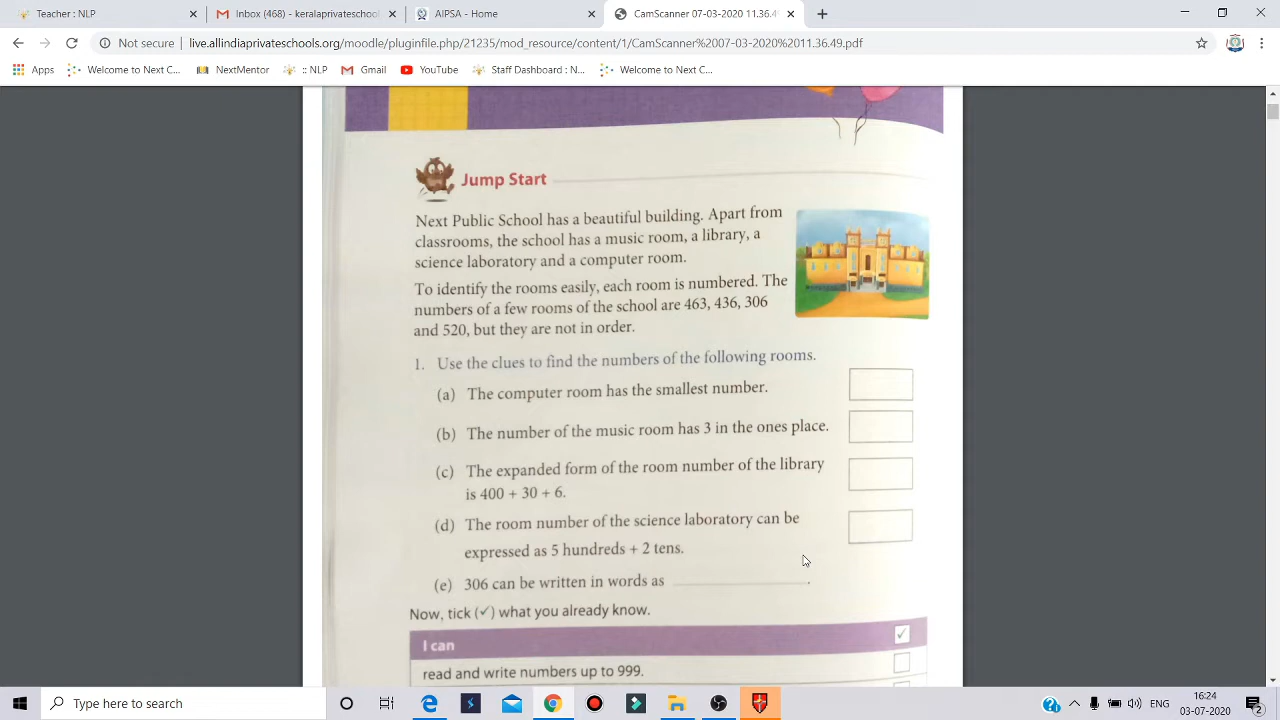 Teacher : NLP
Inbox (468) - keralaprivateschools
AIPSA - Home
CamScanner 07-03-2020 11.36.49.p
Not secure | live.allindiaprivateschools.org/moodle/pluginfile.php/21235/mod_resource/content/1/CamScanner%2007-03-2020%2011.36.49.pdf
Apps
Welcome to Next C...
NextMentor
:: NLP
Gmail
YouTube
Staff Dashboard : N...
Welcome to Next C...
Jump Start
Next Public School has a beautiful building. Apart from
classrooms, the school has a music room, a library, a
science laboratory and a computer room.
To identify the rooms easily, each room is numbered. The
numbers of a few rooms of the school are 463, 436, 306
and 520, but they are not in order.
1. Use the clues to find the numbers of the following rooms.
(a) The computer room has the smallest number.
(b) The number of the music room has 3 in the ones place.
(c) The expanded form of the room number of the library
is 400 + 30 + 6.
(d) The room number of the science laboratory can be
expressed as 5 hundreds + 2 tens.
(e) 306 can be written in words as ____________.
Now, tick (✓) what you already know.
I can ✓
read and write numbers up to 999.
Type here to search
ENG
16:24
03-07-2020
2